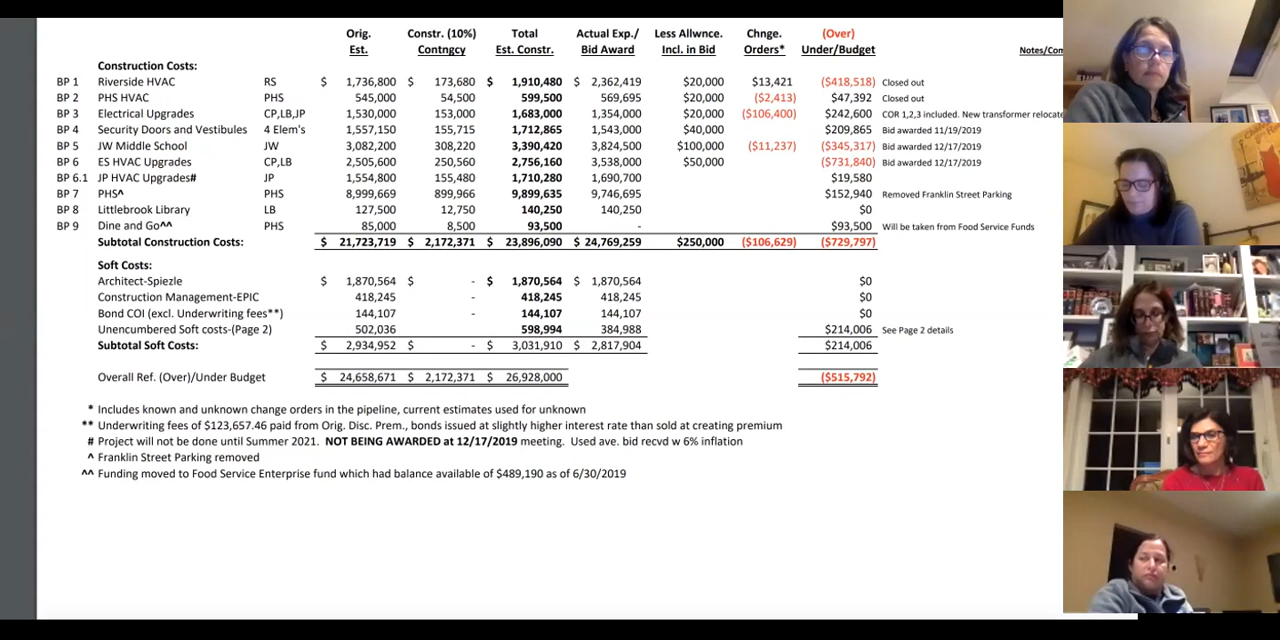 Orig. Constr. (10%) Total Actual Exp./ Less Allwnce. Chnge. (Over)
Est. Contngcy Est. Constr. Bid Award Incl. in Bid Orders* Under/Budget Notes/Com
Construction Costs:
BP 1 Riverside HVAC RS $ 1,736,800 $ 173,680 $ 1,910,480 $ 2,362,419 $20,000 $13,421 ($418,518) Closed out
BP 2 PHS HVAC PHS 545,000 54,500 599,500 569,695 $20,000 ($2,413) $47,392 Closed out
BP 3 Electrical Upgrades CP,LB,JP 1,530,000 153,000 1,683,000 1,354,000 $20,000 ($106,400) $242,600 COR 1,2,3 included. New transformer relocate
BP 4 Security Doors and Vestibules 4 Elem's 1,557,150 155,715 1,712,865 1,543,000 $40,000 $209,865 Bid awarded 11/19/2019
BP 5 JW Middle School JW 3,082,200 308,220 3,390,420 3,824,500 $100,000 ($11,237) ($345,317) Bid awarded 12/17/2019
BP 6 ES HVAC Upgrades CP,LB 2,505,600 250,560 2,756,160 3,538,000 $50,000 ($731,840) Bid awarded 12/17/2019
BP 6.1 JP HVAC Upgrades# JP 1,554,800 155,480 1,710,280 1,690,700 $19,580
BP 7 PHS^ PHS 8,999,669 899,966 9,899,635 9,746,695 $152,940 Removed Franklin Street Parking
BP 8 Littlebrook Library LB 127,500 12,750 140,250 140,250 $0
BP 9 Dine and Go^^ PHS 85,000 8,500 93,500 - $93,500 Will be taken from Food Service Funds
Subtotal Construction Costs: $ 21,723,719 $ 2,172,371 $ 23,896,090 $ 24,769,259 $250,000 ($106,629) ($729,797)
Soft Costs:
Architect-Spiezle $ 1,870,564 $ - $ 1,870,564 $ 1,870,564 $0
Construction Management-EPIC 418,245 - 418,245 418,245 $0
Bond COI (excl. Underwriting fees**) 144,107 - 144,107 144,107 $0
Unencumbered Soft costs-(Page 2) 502,036 598,994 384,988 $214,006 See Page 2 details
Subtotal Soft Costs: $ 2,934,952 $ - $ 3,031,910 $ 2,817,904 $214,006
Overall Ref. (Over)/Under Budget $ 24,658,671 $ 2,172,371 $ 26,928,000 ($515,792)
* Includes known and unknown change orders in the pipeline, current estimates used for unknown
** Underwriting fees of $123,657.46 paid from Orig. Disc. Prem., bonds issued at slightly higher interest rate than sold at creating premium
# Project will not be done until Summer 2021. NOT BEING AWARDED at 12/17/2019 meeting. Used ave. bid recvd w 6% inflation
^ Franklin Street Parking removed
^^ Funding moved to Food Service Enterprise fund which had balance available of $489,190 as of 6/30/2019